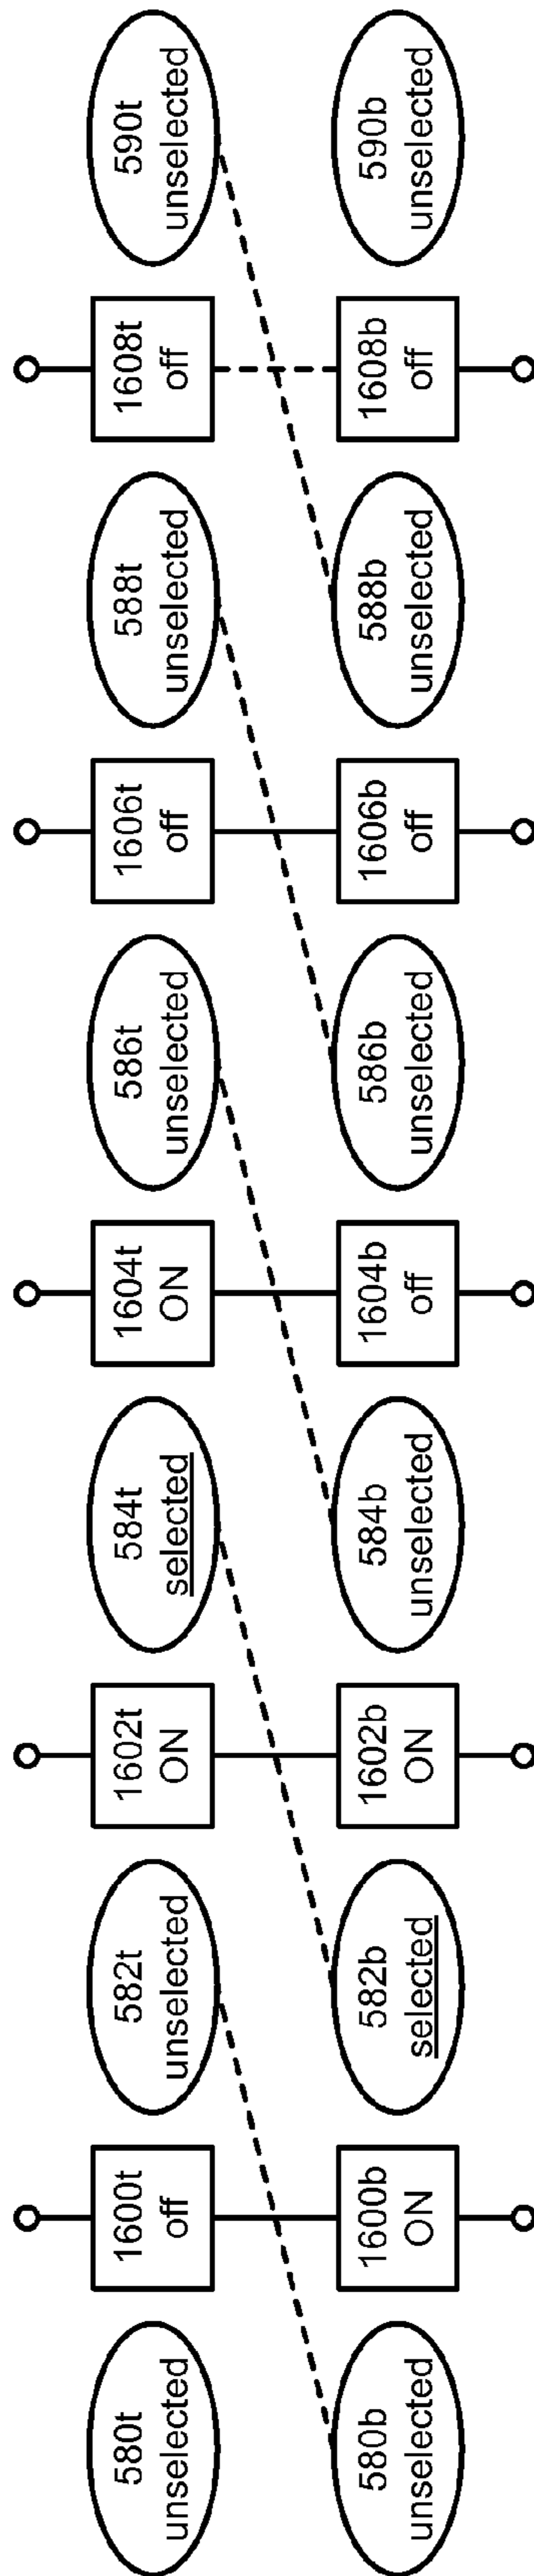 580t
unselected
1600t
off
582t
unselected
1602t
ON
584t
selected
1604t
ON
586t
unselected
1606t
off
588t
unselected
1608t
off
590t
unselected
580b
unselected
1600b
ON
582b
selected
1602b
ON
584b
unselected
1604b
off
586b
unselected
1606b
off
588b
unselected
1608b
off
590b
unselected